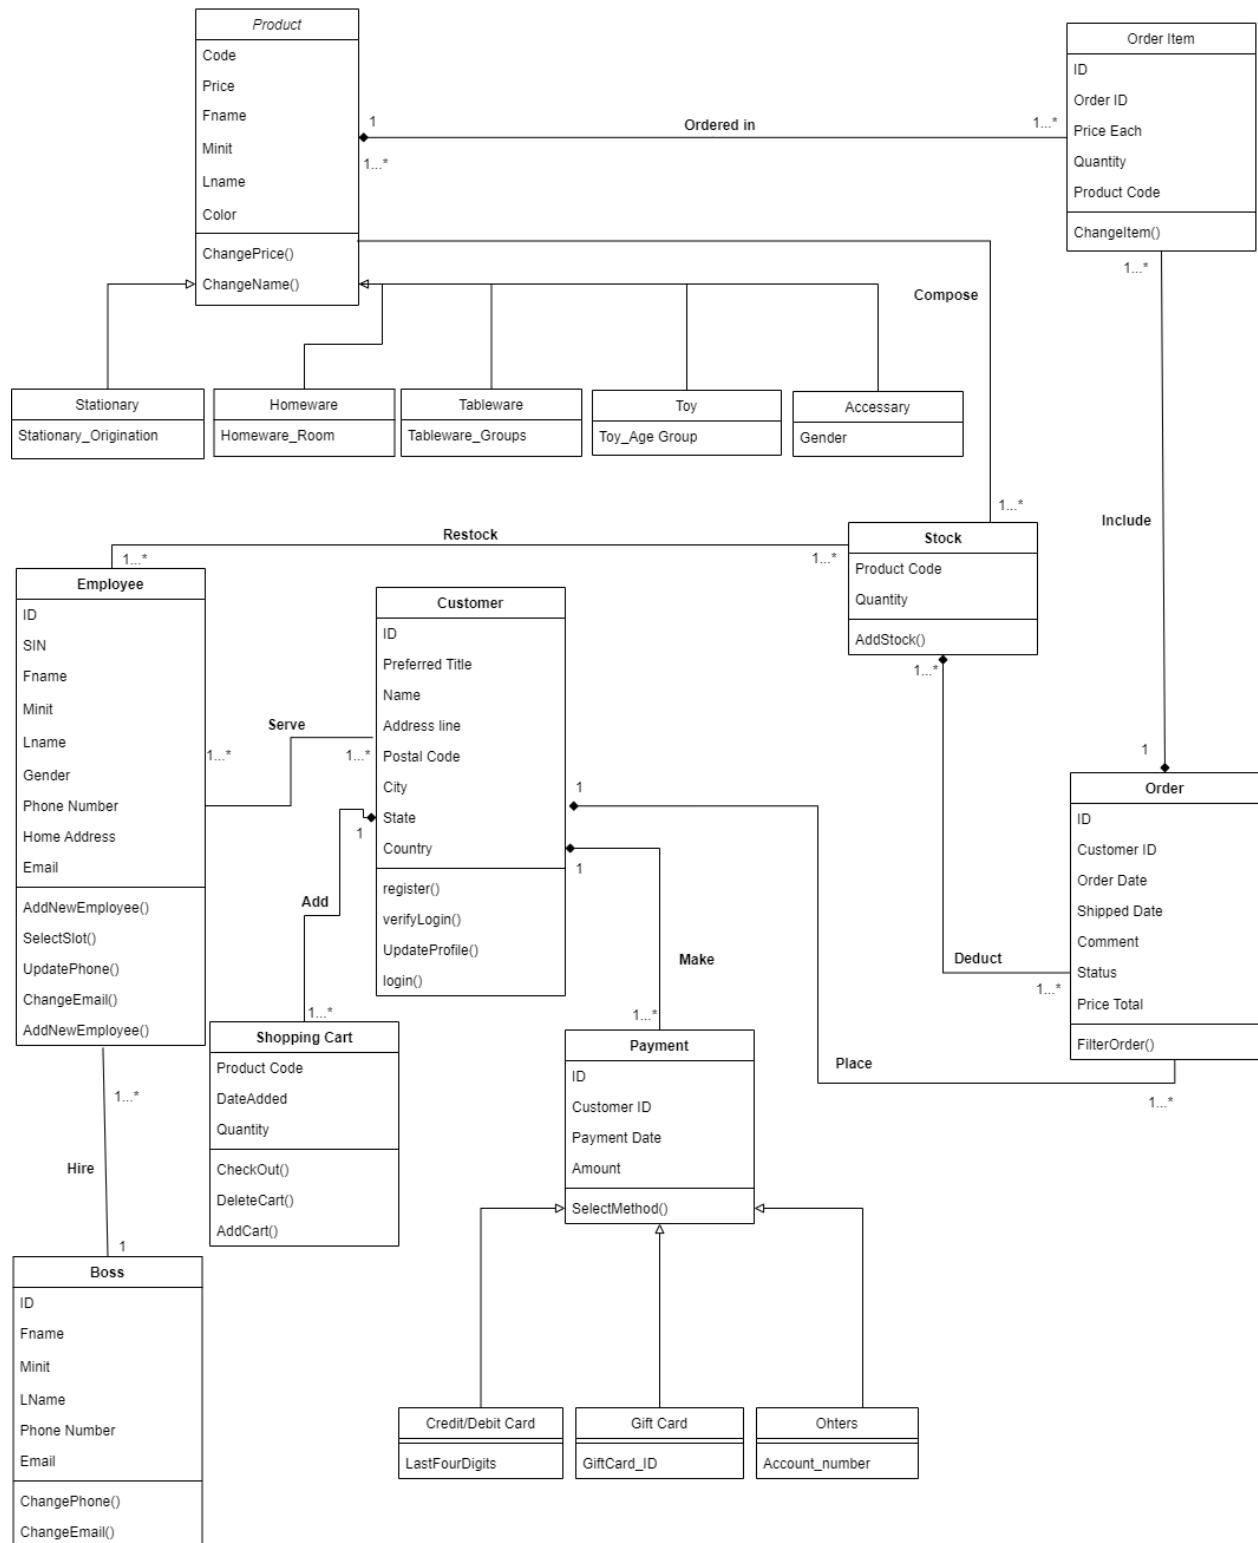 Product
Code
Price
Fname
Minit
Lname
Color
ChangePrice()
ChangeName()
Order Item
ID
Order ID
Price Each
Quantity
Product Code
ChangeItem()
1
Ordered in
1...*
1...*
1...*
Compose
Stationary
Stationary_Origination
Homeware
Homeware_Room
Tableware
Tableware_Groups
Toy
Toy_Age Group
Accessary
Gender
1...*
Include
Restock
1...*
1...*
Stock
Product Code
Quantity
AddStock()
1...*
Employee
ID
SIN
Fname
Minit
Lname
Gender
Phone Number
Home Address
Email
AddNewEmployee()
SelectSlot()
UpdatePhone()
ChangeEmail()
AddNewEmployee()
Serve
1...*
1...*
Customer
ID
Preferred Title
Name
Address line
Postal Code
City
State
Country
register()
verifyLogin()
UpdateProfile()
login()
1
1
1
Add
1...*
Make
1...*
1
Order
ID
Customer ID
Order Date
Shipped Date
Comment
Status
Price Total
FilterOrder()
Deduct
1...*
Place
1...*
Shopping Cart
Product Code
DateAdded
Quantity
CheckOut()
DeleteCart()
AddCart()
Payment
ID
Customer ID
Payment Date
Amount
SelectMethod()
1...*
Hire
1
Boss
ID
Fname
Minit
LName
Phone Number
Email
ChangePhone()
ChangeEmail()
Credit/Debit Card
LastFourDigits
Gift Card
GiftCard_ID
Ohters
Account_number